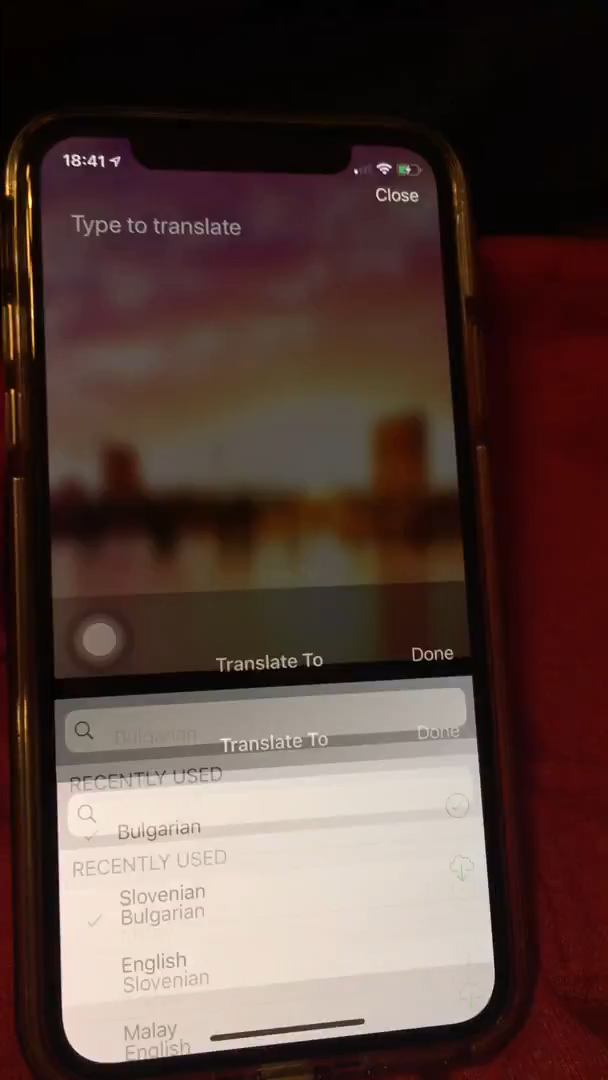 18:41
Close
Type to translate
Translate To
Done
Bulgarian
Translate To
Done
RECENTLY USED
Bulgarian
RECENTLY USED
Slovenian
Bulgarian
English
Slovenian
Malay
English